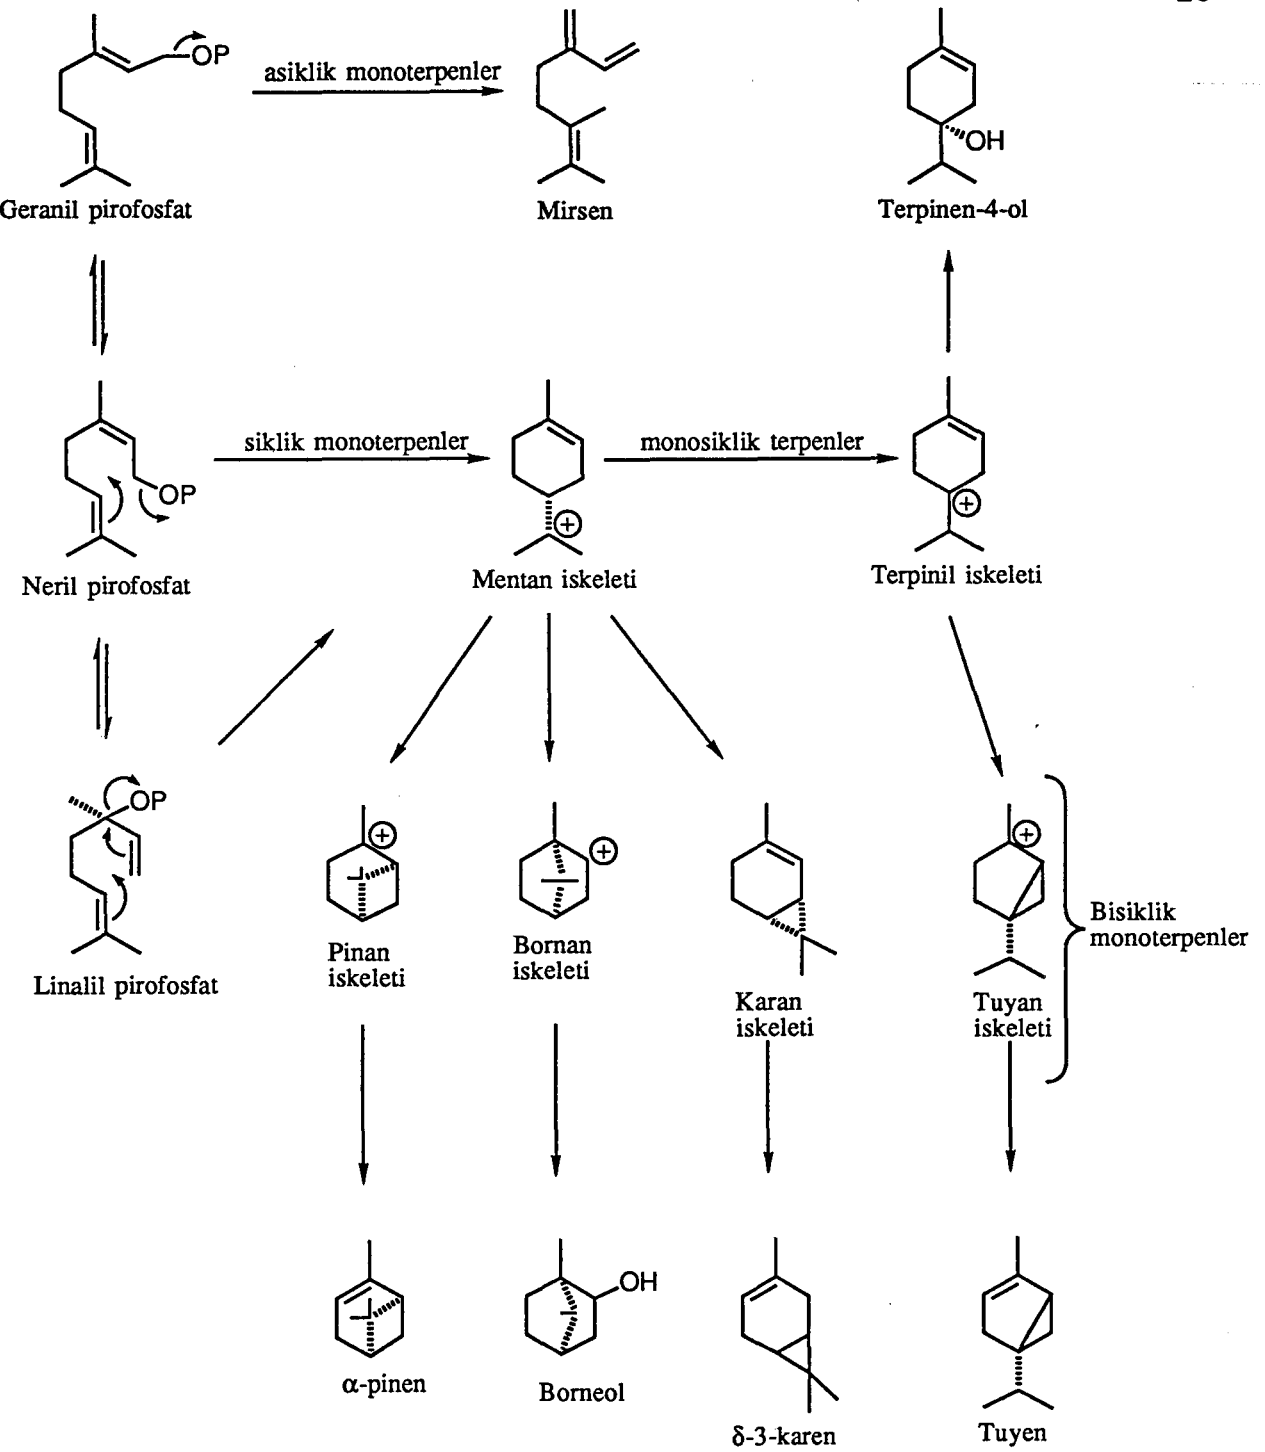 OP
asiklik monoterpenler
OH
Geranil pirofosfat
Mirsen
Terpinen-4-ol
siklik monoterpenler
monosiklik terpenler
OP
+
+
Neril pirofosfat
Mentan iskeleti
Terpinil iskeleti
OP
+
+
+
Linalil pirofosfat
Pinan
iskeleti
Bornan
iskeleti
Karan
iskeleti
Tuyan
iskeleti
Bisiklik
monoterpenler
OH
α-pinen
Borneol
δ-3-karen
Tuyen